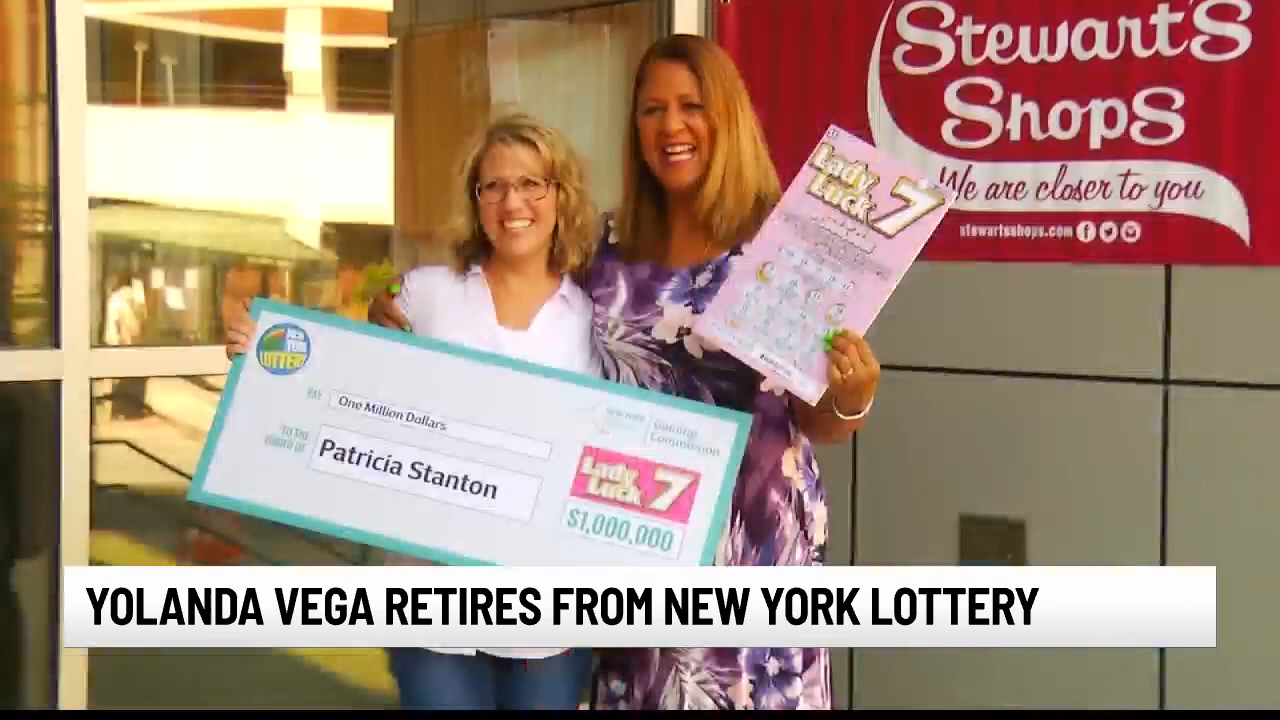 Stewart'S
ShopS
We are closer to you
stewartsshops.com
Lady
Luck 7
NEW
YORK
LOTTERY
PAY
One Million Dollars
TO THE
ORDER OF
Patricia Stanton
NEW YORK
Gaming
Commission
Lady
Luck 7
$1,000,000
YOLANDA VEGA RETIRES FROM NEW YORK LOTTERY